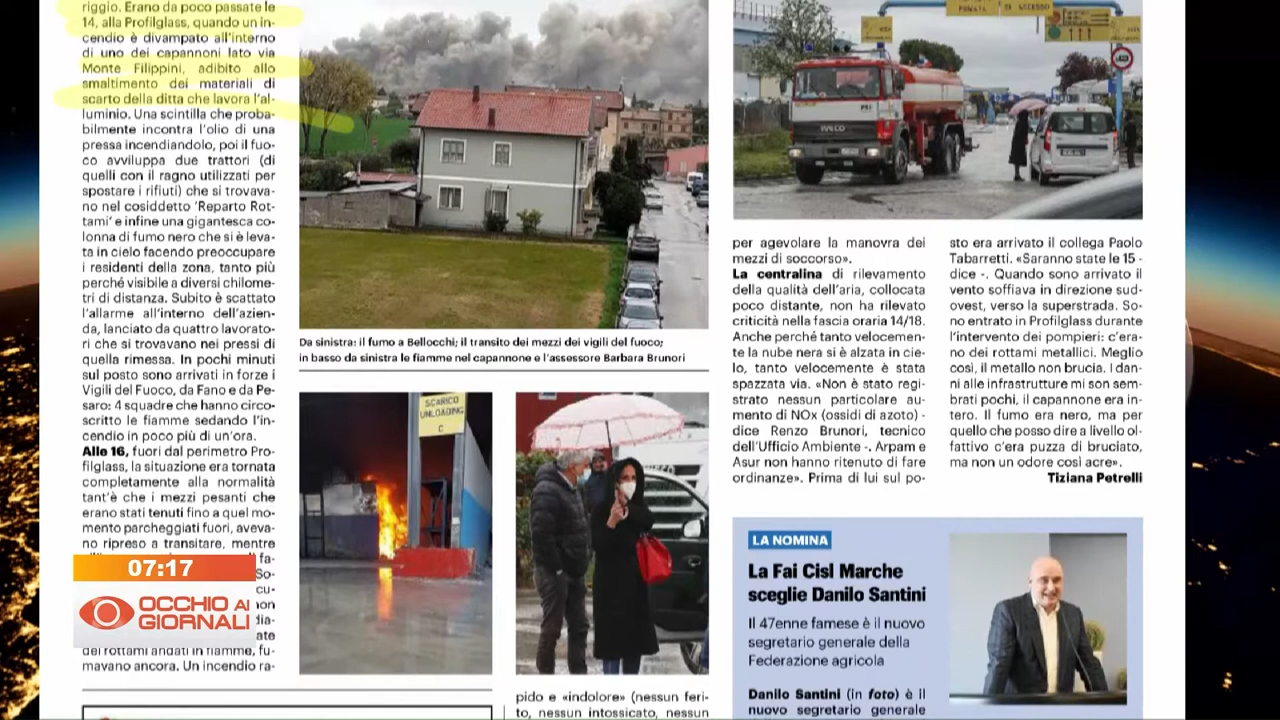 riggio. Erano da poco passate le
14, alla Profilglass, quando un in-
cendio è divampato all'interno
di uno dei capannoni lato via
Monte Filippini, adibito allo
smaltimento dei materiali di
scarto della ditta che lavora l'al-
luminio. Una scintilla che proba-
bilmente incontra l'olio di una
pressa incendiandolo, poi il fuo-
co avviluppa due trattori (di
quelli con il ragno utilizzati per
spostare i rifiuti) che si trovava-
no nel cosiddetto 'Reparto Rot-
tami' e infine una gigantesca co-
lonna di fumo nero che si è leva-
ta in cielo facendo preoccupare
i residenti della zona, tanto più
perché visibile a diversi chilome-
tri di distanza. Subito è scattato
l'allarme all'interno dell'azien-
da, lanciato da quattro lavorato-
ri che si trovavano nei pressi di
quella rimessa. In pochi minuti
sul posto sono arrivati in forze i
Vigili del Fuoco, da Fano e da Pe-
saro: 4 squadre che hanno circo-
scritto le fiamme sedando l'in-
cendio in poco più di un'ora.
Alle 16, fuori dal perimetro Pro-
filglass, la situazione era tornata
completamente alla normalità
tant'è che i mezzi pesanti che
erano stati tenuti fino a quel mo-
mento parcheggiati fuori, aveva-
no ripreso a transitare, mentre
fa-
So-
cu-
non
dia-
ate
dei rottami andati in fiamme, fu-
mavano ancora. Un incendio ra-
07:17
OCCHIO AI
GIORNALI
Da sinistra: il fumo a Bellocchi; il transito dei mezzi dei vigili del fuoco;
in basso da sinistra le fiamme nel capannone e l'assessore Barbara Brunori
SCARICO
UNLOADING
C
pido e «indolore» (nessun feri-
to, nessun intossicato, nessun
DI ACCESSO
IVECO
per agevolare la manovra dei
mezzi di soccorso».
La centralina di rilevamento
della qualità dell'aria, collocata
poco distante, non ha rilevato
criticità nella fascia oraria 14/18.
Anche perché tanto velocemen-
te la nube nera si è alzata in cie-
lo, tanto velocemente è stata
spazzata via. «Non è stato regi-
strato nessun particolare au-
mento di NOx (ossidi di azoto) -
dice Renzo Brunori, tecnico
dell'Ufficio Ambiente -. Arpam e
Asur non hanno ritenuto di fare
ordinanze». Prima di lui sul po-
sto era arrivato il collega Paolo
Tabarretti. «Saranno state le 15 -
dice -. Quando sono arrivato il
vento soffiava in direzione sud-
ovest, verso la superstrada. So-
no entrato in Profilglass durante
l'intervento dei pompieri: c'era-
no dei rottami metallici. Meglio
così, il metallo non brucia. I dan-
ni alle infrastrutture mi son sem-
brati pochi, il capannone era in-
tero. Il fumo era nero, ma per
quello che posso dire a livello ol-
fattivo c'era puzza di bruciato,
ma non un odore così acre».
Tiziana Petrelli
LA NOMINA
La Fai Cisl Marche
sceglie Danilo Santini
Il 47enne famese è il nuovo
segretario generale della
Federazione agricola
Danilo Santini (in foto) è il
nuovo segretario generale